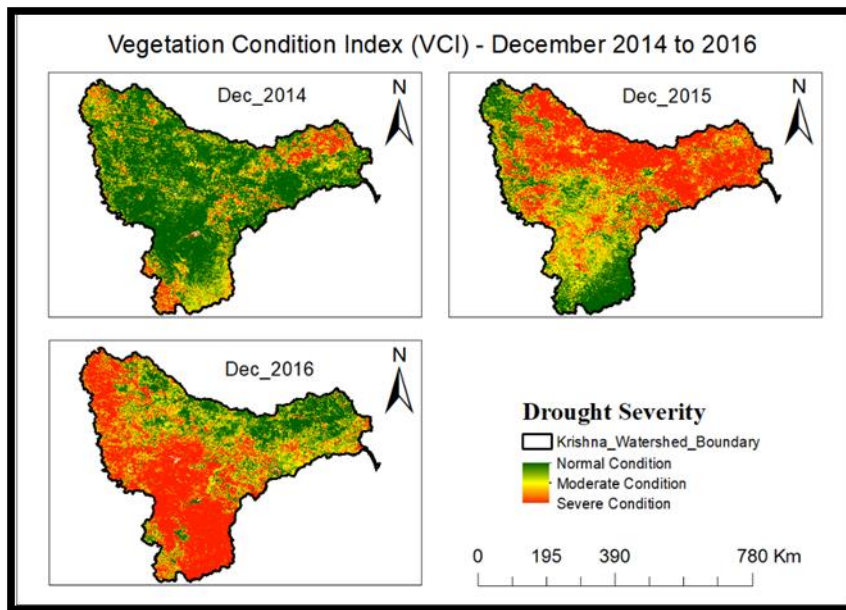 Vegetation Condition Index (VCI) - December 2014 to 2016
Dec_2014
N
Dec_2015
N
Dec_2016
N
Drought Severity
Krishna_Watershed_Boundary
Normal Condition
Moderate Condition
Severe Condition
0 195 390 780 Km